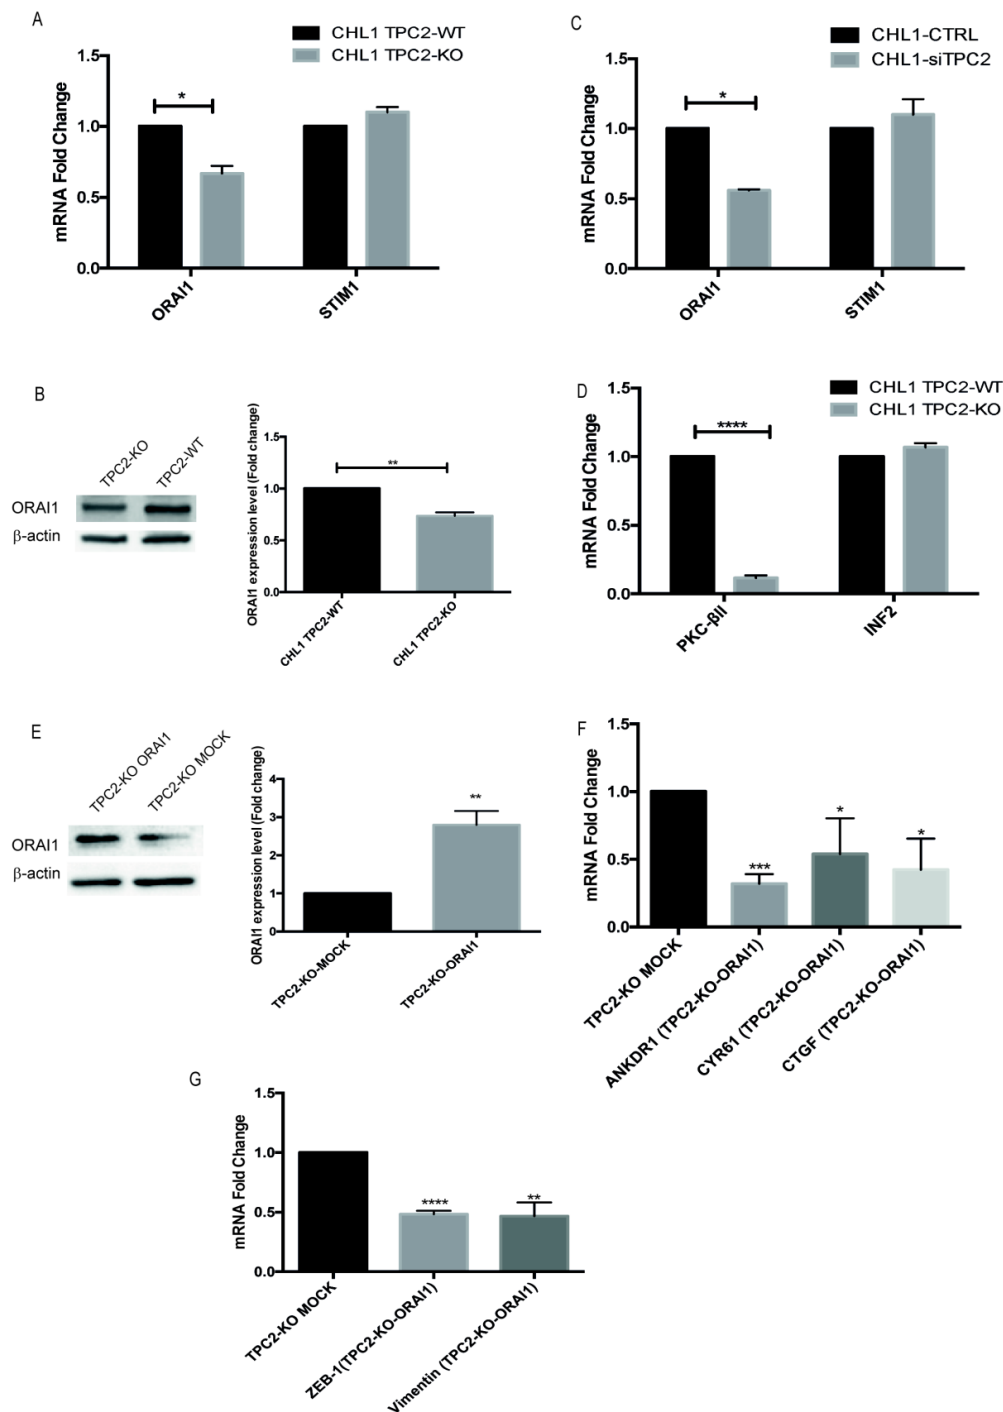 A
CHL1 TPC2-WT
CHL1 TPC2-KO
mRNA Fold Change
1.5
1.0
0.5
0.0
*
ORAI1
STIM1
C
CHL1-CTRL
CHL1-siTPC2
mRNA Fold Change
1.5
1.0
0.5
0.0
*
ORAI1
STIM1
B
TPC2-KO
TPC2-WT
ORAI1
β-actin
ORAI1 expression level (Fold change)
1.5
1.0
0.5
0.0
**
CHL1 TPC2-WT
CHL1 TPC2-KO
D
CHL1 TPC2-WT
CHL1 TPC2-KO
mRNA Fold Change
1.5
1.0
0.5
0.0
****
PKC-βII
INF2
E
TPC2-KO ORAI1
TPC2-KO MOCK
ORAI1
β-actin
ORAI1 expression level (Fold change)
4
3
2
1
0
**
TPC2-KO-MOCK
TPC2-KO-ORAI1
F
mRNA Fold Change
1.5
1.0
0.5
0.0
***
*
*
TPC2-KO MOCK
ANKDR1 (TPC2-KO-ORAI1)
CYR61 (TPC2-KO-ORAI1)
CTGF (TPC2-KO-ORAI1)
G
mRNA Fold Change
1.5
1.0
0.5
0.0
****
**
TPC2-KO MOCK
ZEB-1(TPC2-KO-ORAI1)
Vimentin (TPC2-KO-ORAI1)